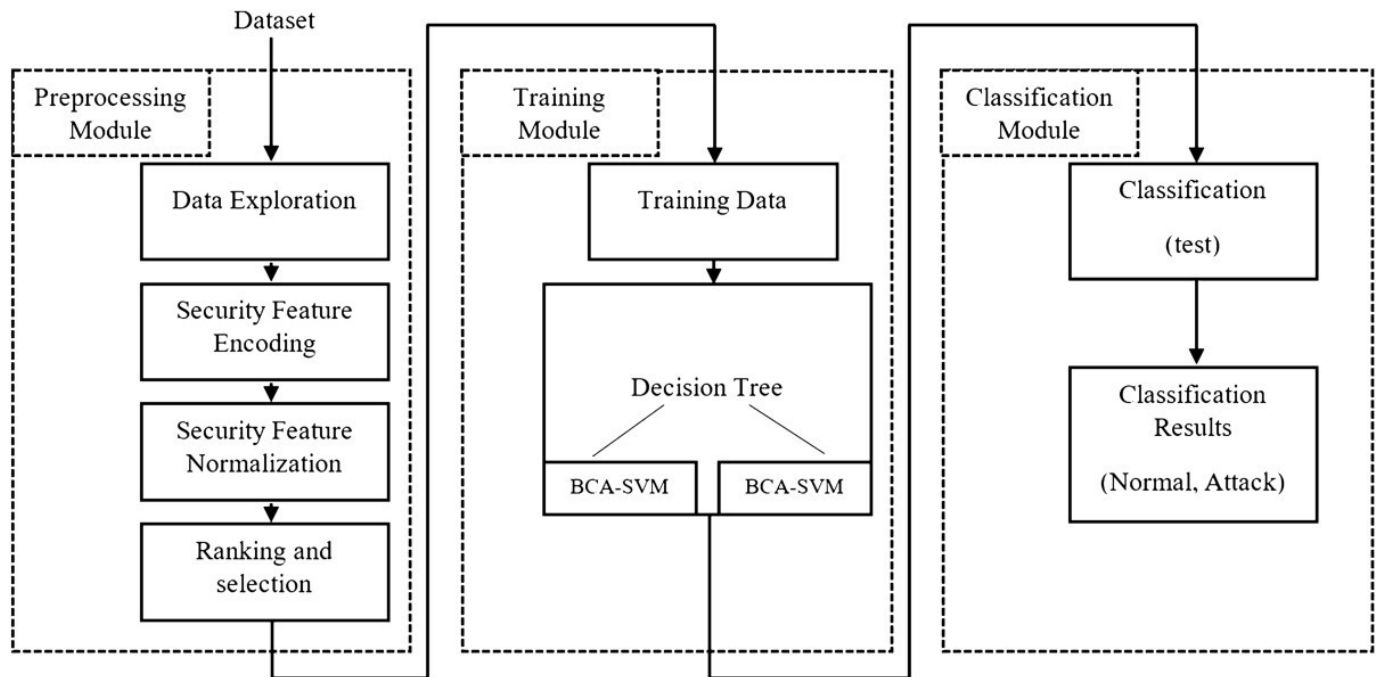 Dataset
Preprocessing
Module
Data Exploration
Security Feature
Encoding
Security Feature
Normalization
Ranking and
selection
Training
Module
Training Data
Decision Tree
BCA-SVM
BCA-SVM
Classification
Module
Classification
(test)
Classification
Results
(Normal, Attack)